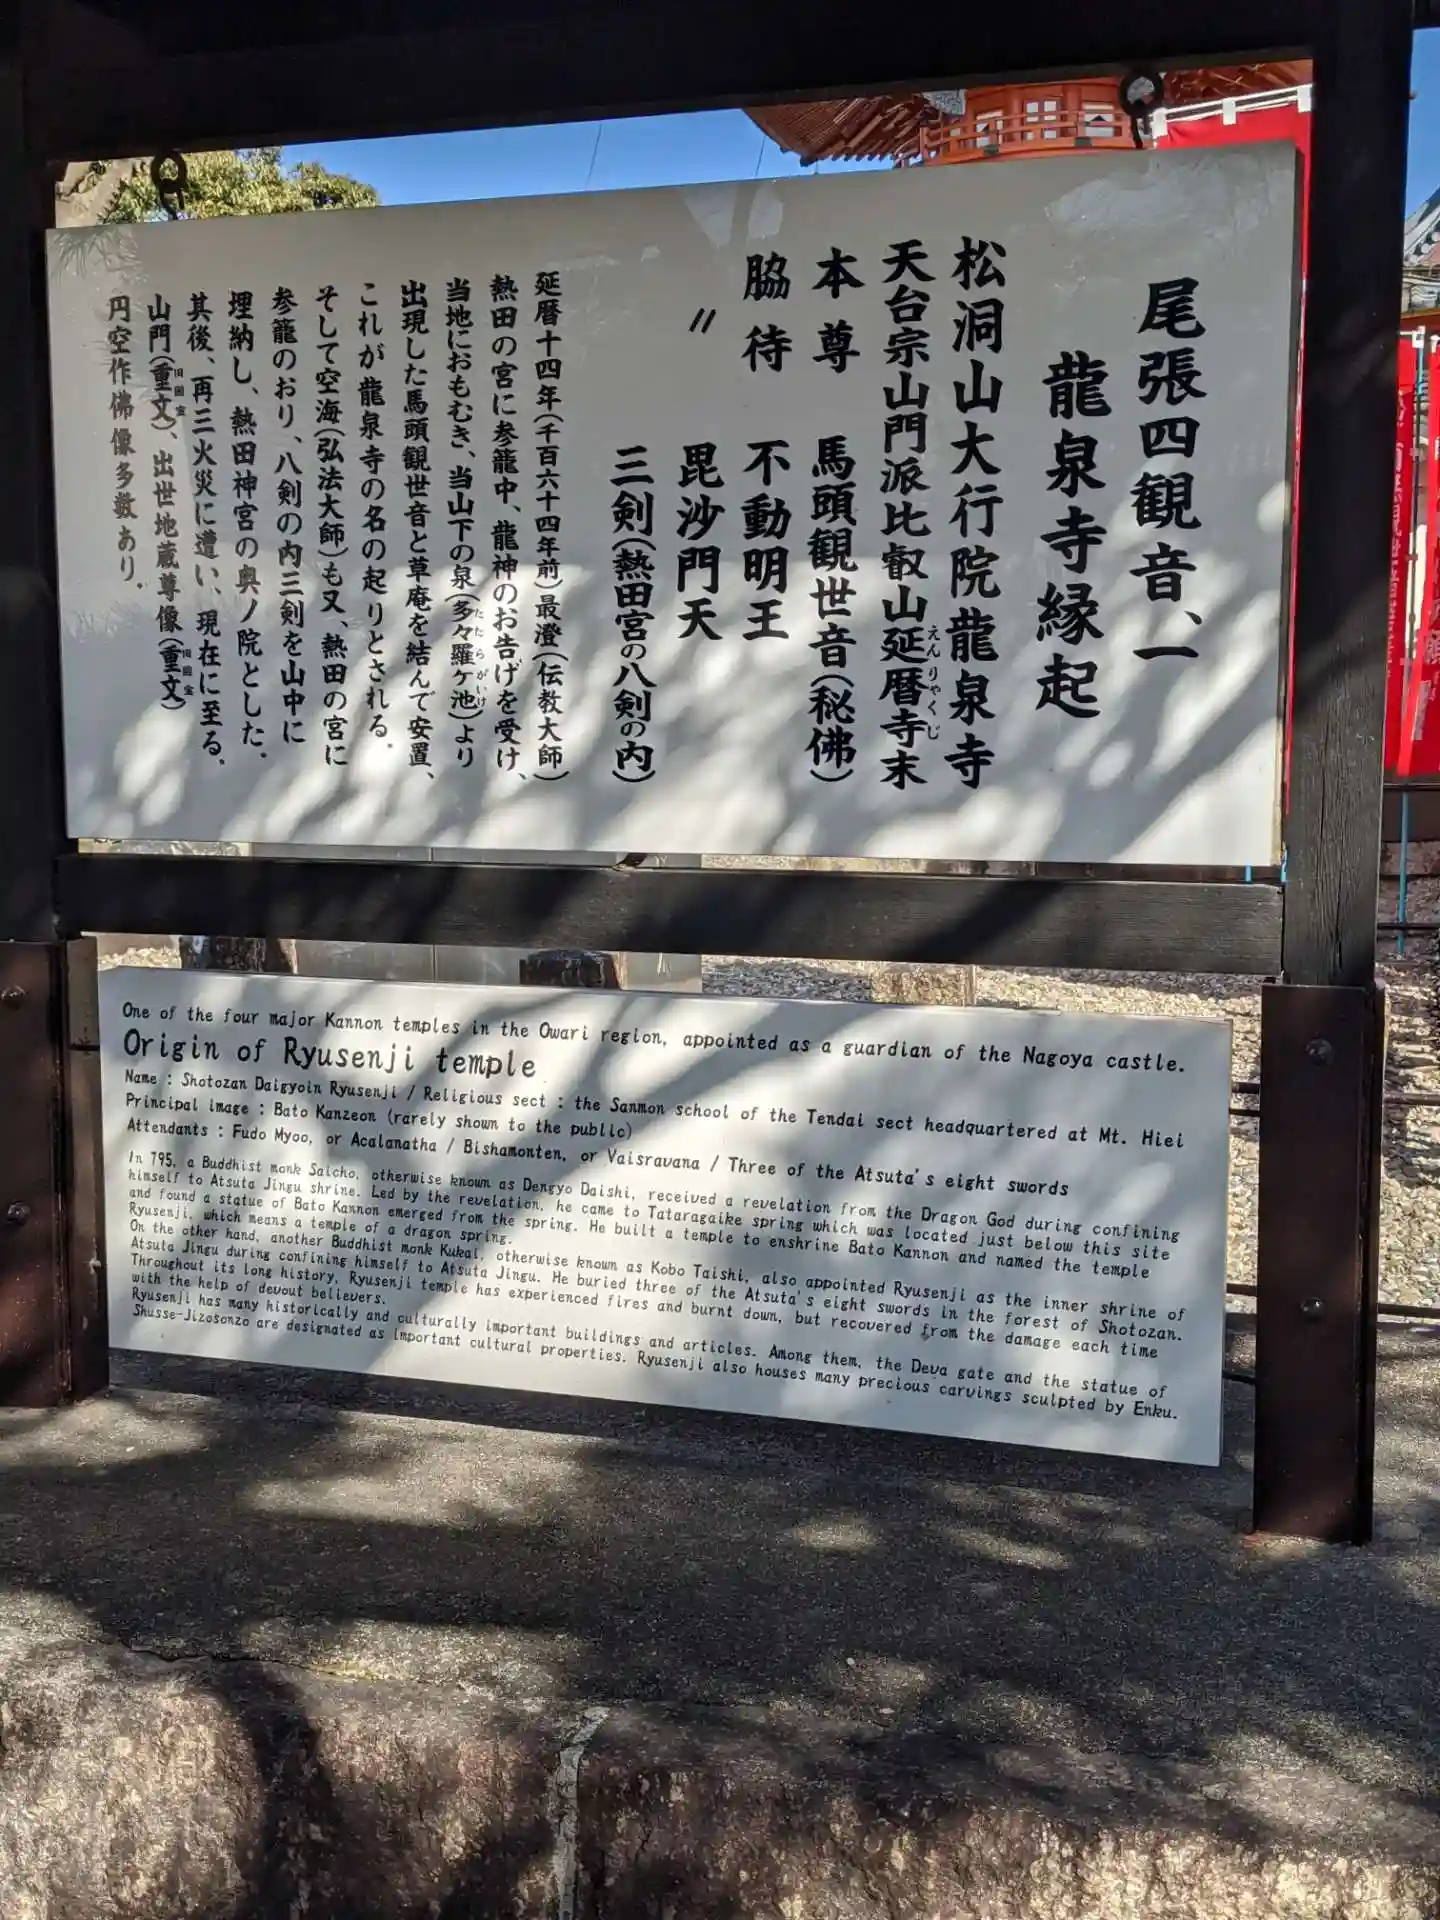 尾張四観音、一
龍泉寺縁起
松洞山大行院龍泉寺
天台宗山門派比叡山延暦寺末
えんりゃくじ
本尊 馬頭観世音(秘佛)
脇待 不動明王
〃 毘沙門天
三剣(熱田宮の八剣の内)
延暦十四年(千百六十四年前)最澄(伝教大師)
熱田の宮に参籠中、龍神のお告げを受け、
当地におもむき、当山下の泉(多々羅ヶ池)より
たたらがいけ
出現した馬頭観世音と草庵を結んで安置、
これが龍泉寺の名の起りとされる.
そして空海(弘法大師)も又、熱田の宮に
参籠のおり、八剣の内三剣を山中に
埋納し、熱田神宮の奥ノ院とした.
其後、再三火災に遭い、現在に至る.
山門(重文)、出世地蔵尊像(重文)
旧国宝
旧国宝
円空作佛像多数あり.
One of the four major Kannon temples in the Owari region, appointed as a guardian of the Nagoya castle.
Origin of Ryusenji temple
Name : Shotozan Daigyoin Ryusenji / Religious sect : the Sanmon school of the Tendai sect headquartered at Mt. Hiei
Principal image : Bato Kanzeon (rarely shown to the public)
Attendants : Fudo Myoo, or Acalanatha / Bishamonten, or Vaisravana / Three of the Atsuta's eight swords
In 795, a Buddhist monk Saicho, otherwise known as Dengyo Daishi, received a revelation from the Dragon God during confining
himself to Atsuta Jingu shrine. Led by the revelation, he came to Tataragaike spring which was located just below this site
and found a statue of Bato Kannon emerged from the spring. He built a temple to enshrine Bato Kannon and named the temple
Ryusenji, which means a temple of a dragon spring.
On the other hand, another Buddhist monk Kukai, otherwise known as Kobo Taishi, also appointed Ryusenji as the inner shrine of
Atsuta Jingu during confining himself to Atsuta Jingu. He buried three of the Atsuta's eight swords in the forest of Shotozan.
Throughout its long history, Ryusenji temple has experienced fires and burnt down, but recovered from the damage each time
with the help of devout believers.
Ryusenji has many historically and culturally important buildings and articles. Among them, the Deva gate and the statue of
Shusse-Jizosonzo are designated as important cultural properties. Ryusenji also houses many precious carvings sculpted by Enku.